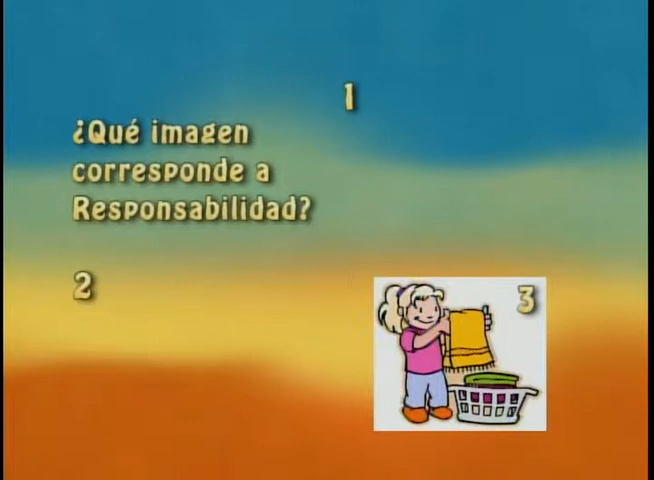 1
¿Qué imagen
corresponde a
Responsabilidad?
2
3